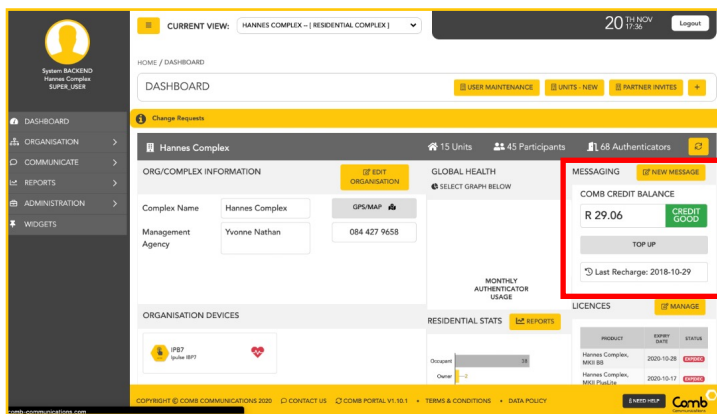 CURRENT VIEW: HANNES COMPLEX – [ RESIDENTIAL COMPLEX ]
20 TH NOV 17:36
Logout
System BACKEND
Hannes Complex
SUPER_USER
HOME / DASHBOARD
DASHBOARD
USER MAINTENANCE
UNITS - NEW
PARTNER INVITES
+
Change Requests
DASHBOARD
ORGANISATION
COMMUNICATE
REPORTS
ADMINISTRATION
WIDGETS
Hannes Complex
15 Units
45 Participants
68 Authenticators
ORG/COMPLEX INFORMATION
EDIT
ORGANISATION
Complex Name
Hannes Complex
GPS/MAP
Management
Agency
Yvonne Nathan
084 427 9658
GLOBAL HEALTH
SELECT GRAPH BELOW
MONTHLY
AUTHENTICATOR
USAGE
MESSAGING
NEW MESSAGE
COMB CREDIT BALANCE
R 29.06
CREDIT
GOOD
TOP UP
Last Recharge: 2018-10-29
ORGANISATION DEVICES
IPB7
Ipulse IBP7
RESIDENTIAL STATS
REPORTS
Occupant
38
Owner
LICENCES
MANAGE
PRODUCT
EXPIRY
DATE
STATUS
Hannes Complex,
MKII BB
2020-10-28
EXPIRED
Hannes Complex,
MKII PlusLite
2020-10-17
EXPIRED
COPYRIGHT © COMB COMMUNICATIONS 2020
CONTACT US
COMB PORTAL V1.10.1
• TERMS & CONDITIONS
• DATA POLICY
NEED HELP
Comb
Communications
comb-communications.com